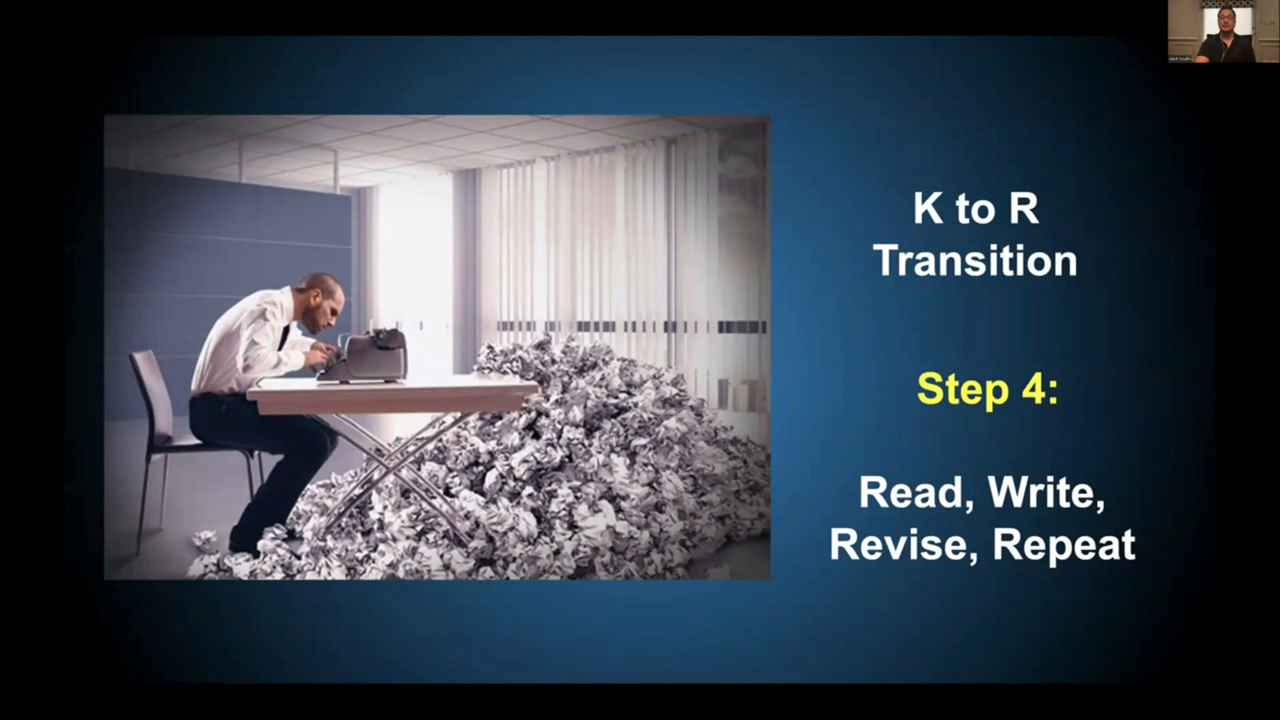 K to R
Transition
Step 4:
Read, Write,
Revise, Repeat